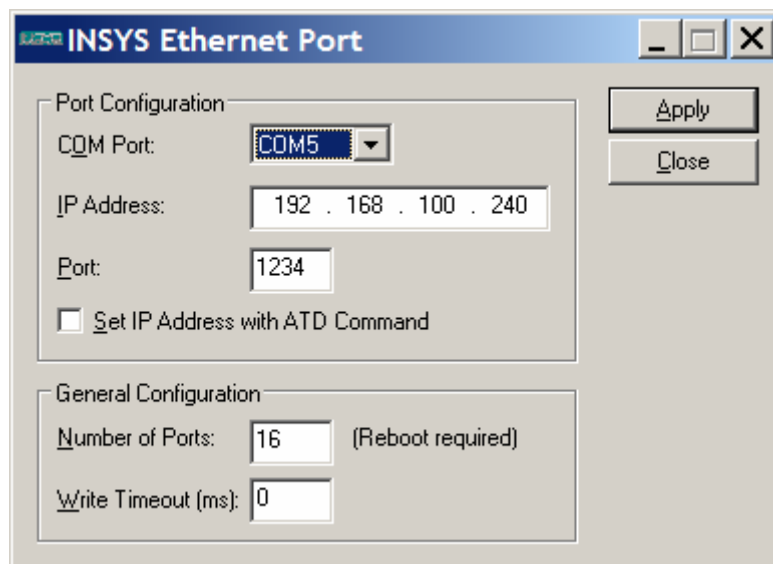 INSYS Ethernet Port
Port Configuration
COM Port: COM5
IP Address: 192 . 168 . 100 . 240
Port: 1234
Set IP Address with ATD Command
Apply
Close
General Configuration
Number of Ports: 16 (Reboot required)
Write Timeout (ms): 0